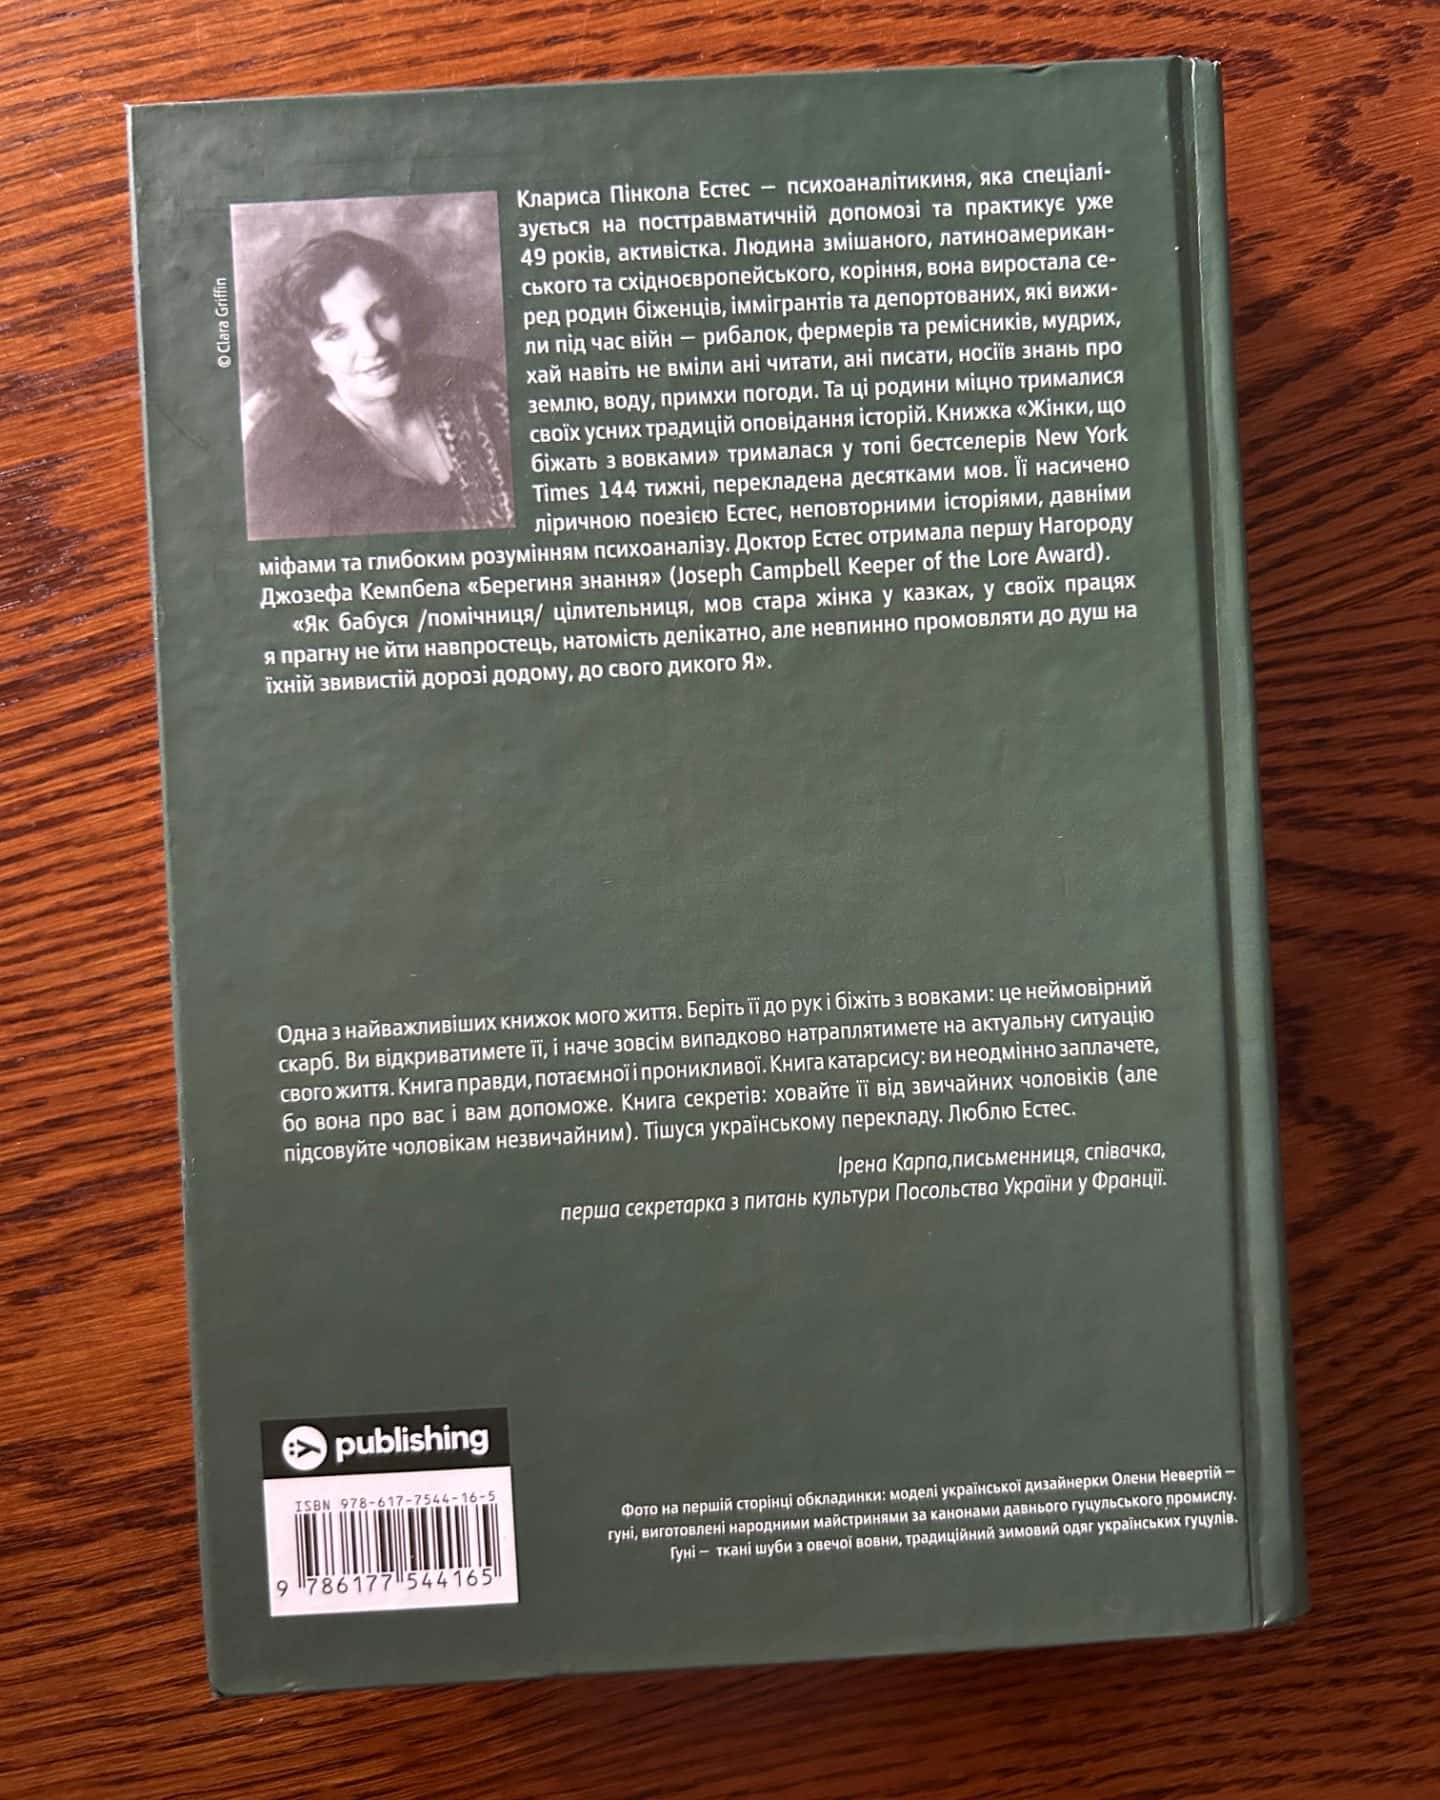 © Clara Griffin
Клариса Пінкола Естес — психоаналітикиня, яка спеціалі-
зується на посттравматичній допомозі та практикує уже
49 років, активістка. Людина змішаного, латиноамерикан-
ського та східноєвропейського, коріння, вона виростала се-
ред родин біженців, іммігрантів та депортованих, які вижи-
ли під час війн — рибалок, фермерів та ремісників, мудрих,
хай навіть не вміли ані читати, ані писати, носіїв знань про
землю, воду, примхи погоди. Та ці родини міцно трималися
своїх усних традицій оповідання історій. Книжка «Жінки, що
біжать з вовками» трималася у топі бестселерів New York
Times 144 тижні, перекладена десятками мов. Її насичено
ліричною поезією Естес, неповторними історіями, давніми
міфами та глибоким розумінням психоаналізу. Доктор Естес отримала першу Нагороду
Джозефа Кемпбела «Берегиня знання» (Joseph Campbell Keeper of the Lore Award).
«Як бабуся /помічниця/ цілительниця, мов стара жінка у казках, у своїх працях
я прагну не йти навпростець, натомість делікатно, але невпинно промовляти до душ на
їхній звивистій дорозі додому, до свого дикого Я».
Одна з найважливіших книжок мого життя. Беріть її до рук і біжіть з вовками: це неймовірний
скарб. Ви відкриватимете її, і наче зовсім випадково натраплятимете на актуальну ситуацію
свого життя. Книга правди, потаємної і проникливої. Книга катарсису: ви неодмінно заплачете,
бо вона про вас і вам допоможе. Книга секретів: ховайте її від звичайних чоловіків (але
підсовуйте чоловікам незвичайним). Тішуся українському перекладу. Люблю Естес.
Ірена Карпа,письменниця, співачка,
перша секретарка з питань культури Посольства України у Франції.
publishing
ISBN 978-617-7544-16-5
9 786177 544165
Фото на першій сторінці обкладинки: моделі української дизайнерки Олени Невертій —
гуні, виготовлені народними майстринями за канонами давнього гуцульського промислу.
Гуні — ткані шуби з овечої вовни, традиційний зимовий одяг українських гуцулів.